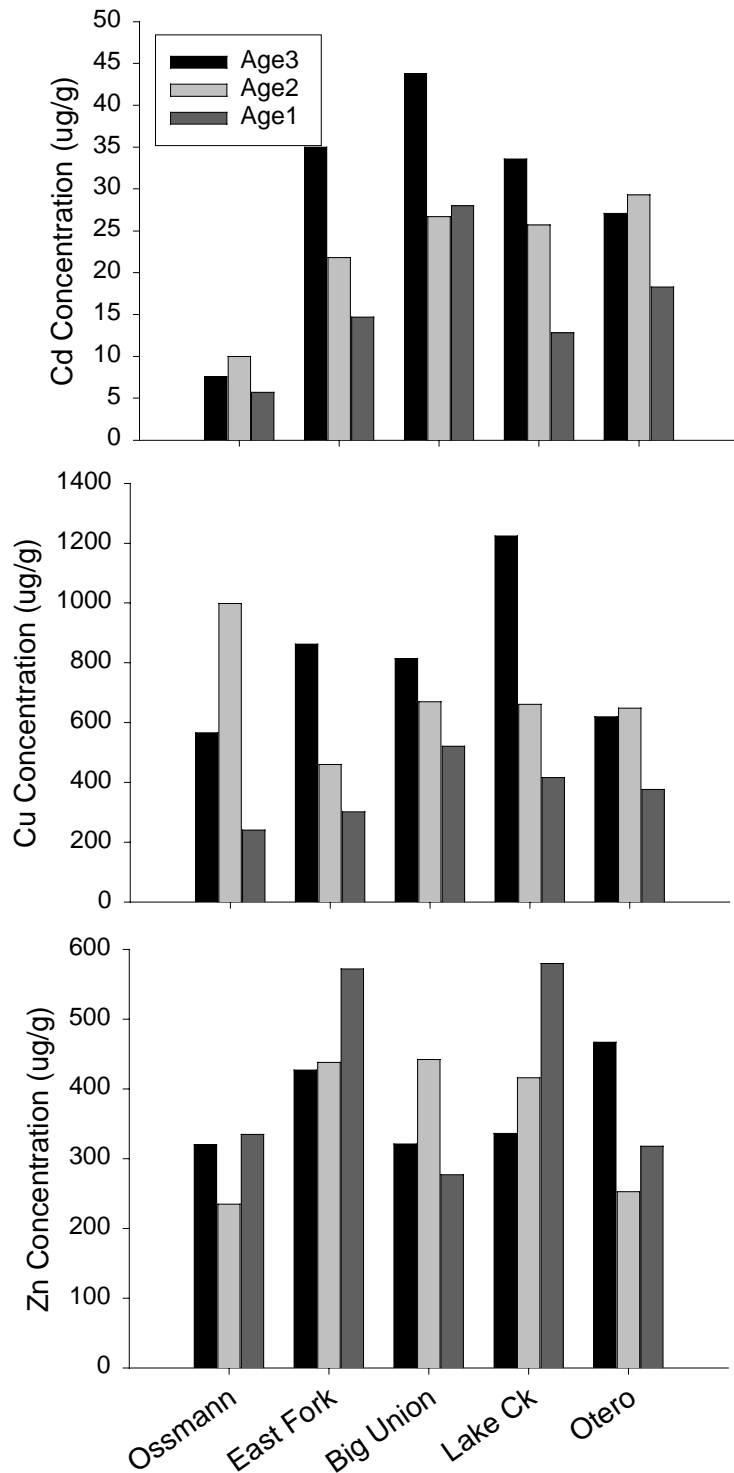 50
45
40
35
30
25
20
15
10
5
0
Cd Concentration (ug/g)
Age3
Age2
Age1
1400
1200
1000
800
600
400
200
0
Cu Concentration (ug/g)
600
500
400
300
200
100
0
Zn Concentration (ug/g)
Ossmann
East Fork
Big Union
Lake Ck
Otero